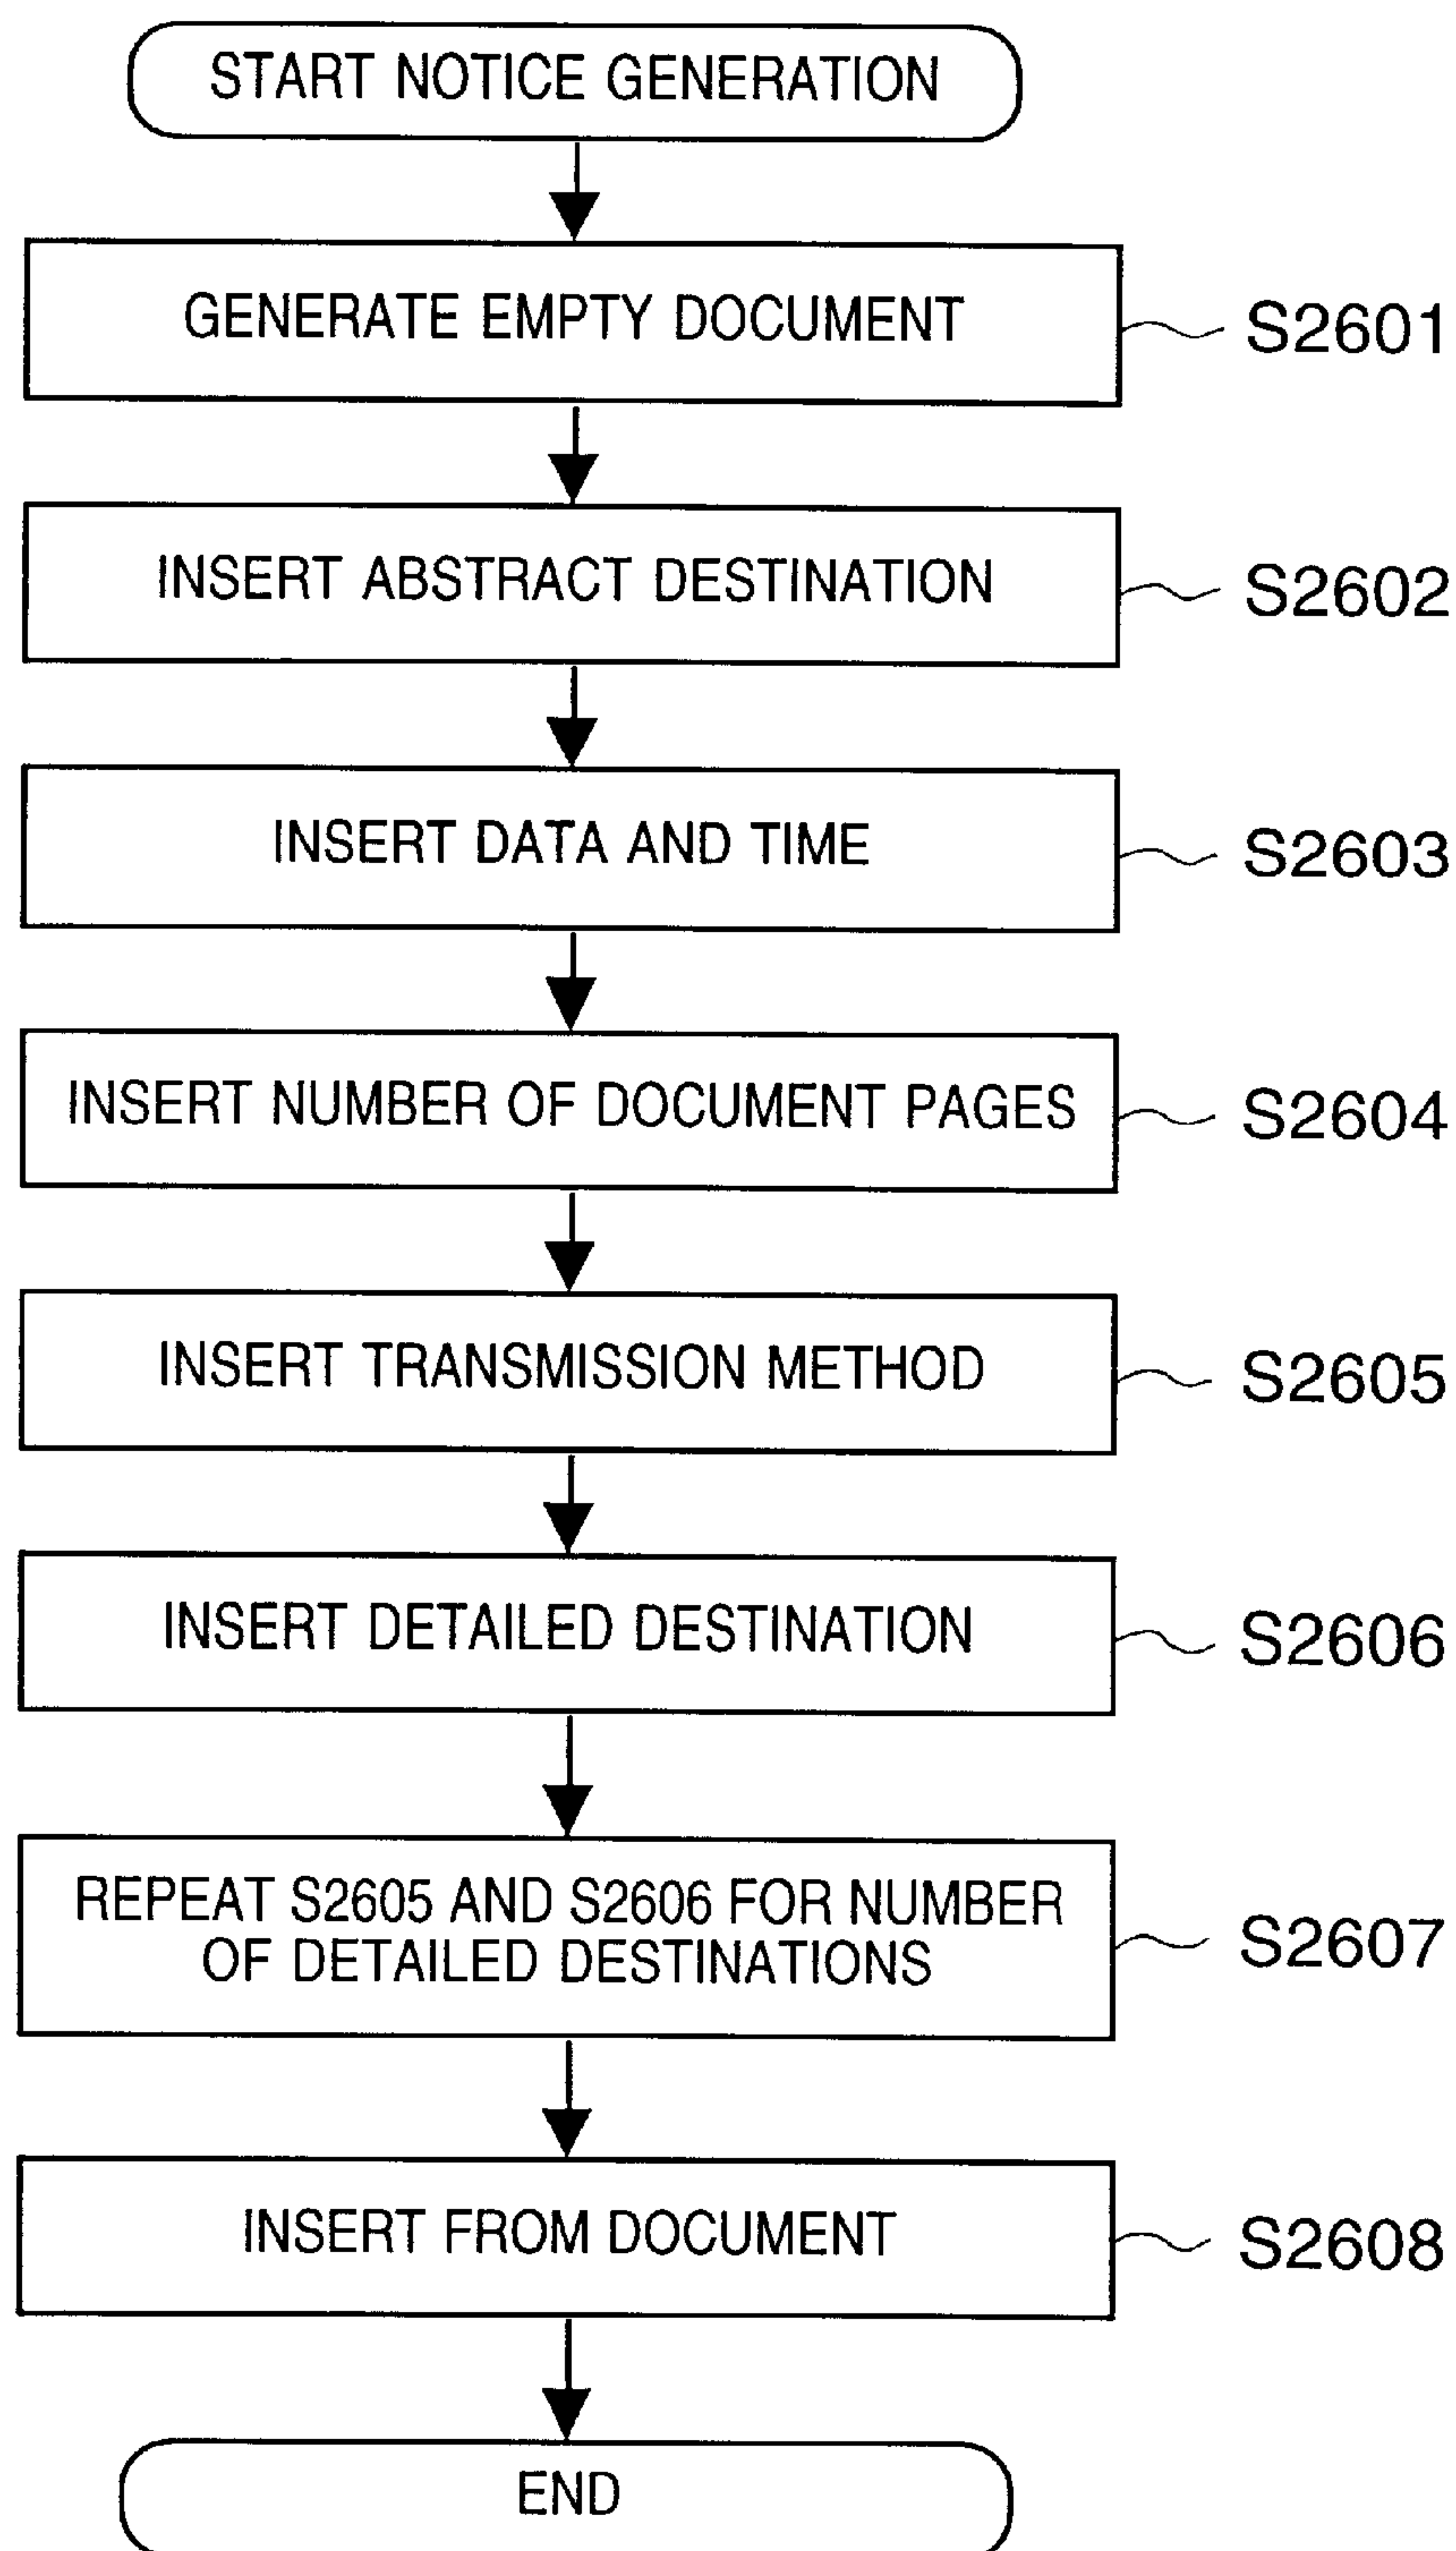 START NOTICE GENERATION
GENERATE EMPTY DOCUMENT
S2601
INSERT ABSTRACT DESTINATION
S2602
INSERT DATA AND TIME
S2603
INSERT NUMBER OF DOCUMENT PAGES
S2604
INSERT TRANSMISSION METHOD
S2605
INSERT DETAILED DESTINATION
S2606
REPEAT S2605 AND S2606 FOR NUMBER
OF DETAILED DESTINATIONS
S2607
INSERT FROM DOCUMENT
S2608
END